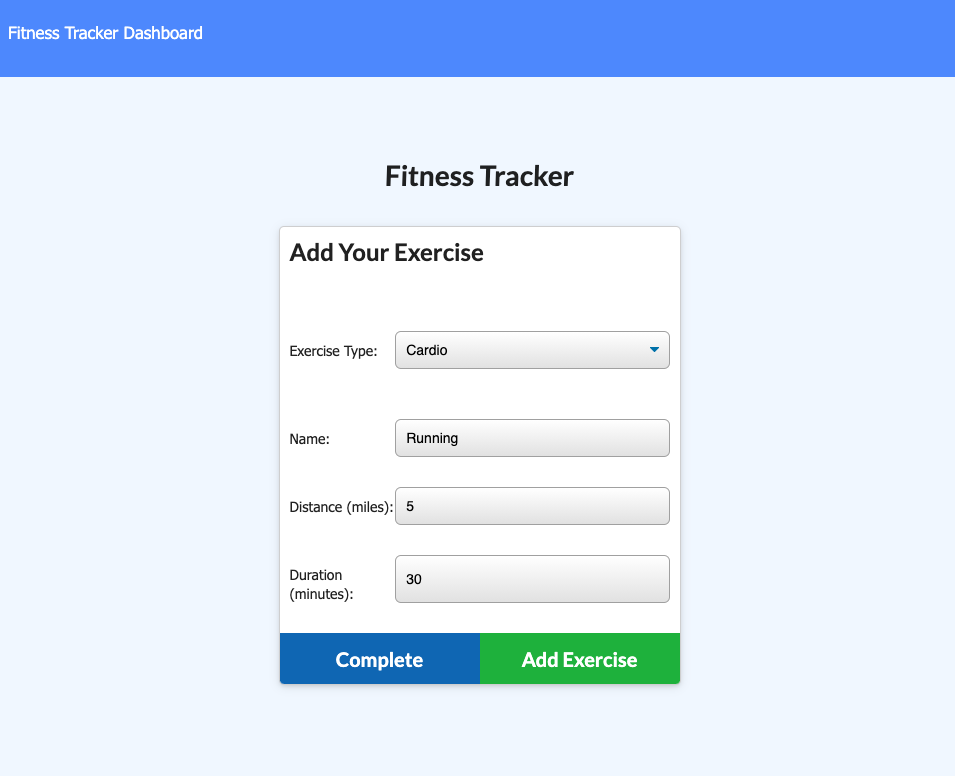 Fitness Tracker Dashboard
Fitness Tracker
Add Your Exercise
Exercise Type: Cardio
Name: Running
Distance (miles): 5
Duration
(minutes): 30
Complete Add Exercise